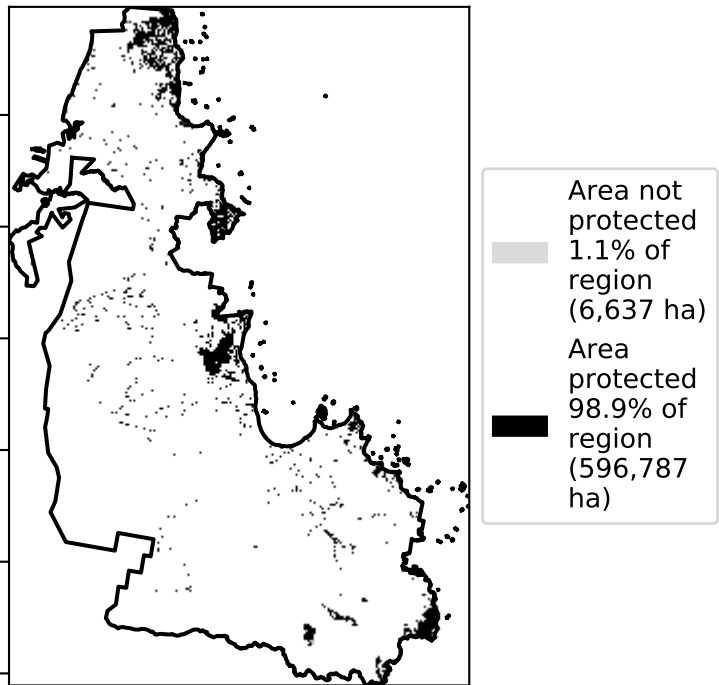 Area not
protected
1.1% of
region
(6,637 ha)
Area
protected
98.9% of
region
(596,787
ha)